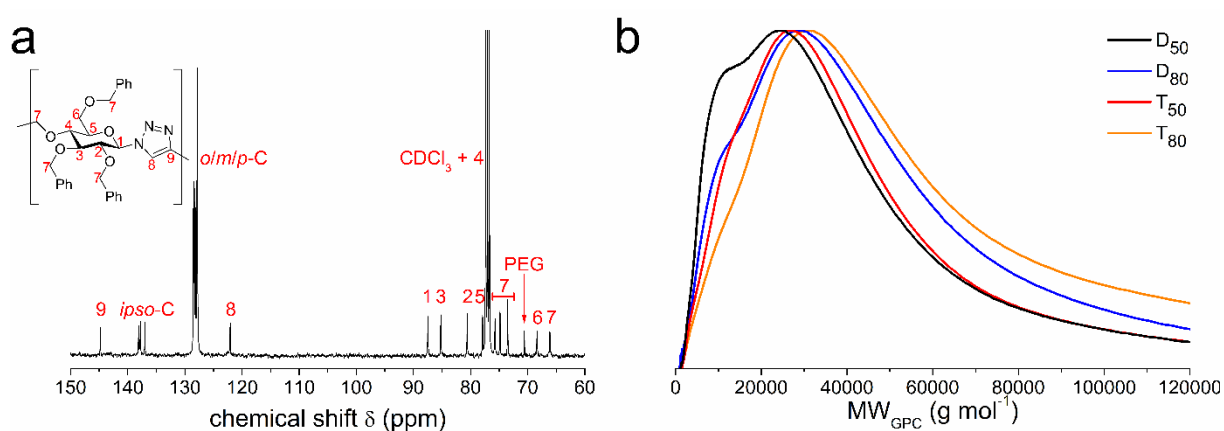 a
Ph
O
7
6
7
O
4
5
O
1
N
N
N
O
3
2
O
8
9
7
7
Ph
Ph
o/m/p-C
CDCl₃ + 4
9
ipso-C
8
1 3
2 5
7
PEG
6 7
150 140 130 120 110 100 90 80 70 60
chemical shift δ (ppm)
b
D₅₀
D₈₀
T₅₀
T₈₀
0 20000 40000 60000 80000 100000 120000
MW_GPC (g mol⁻¹)